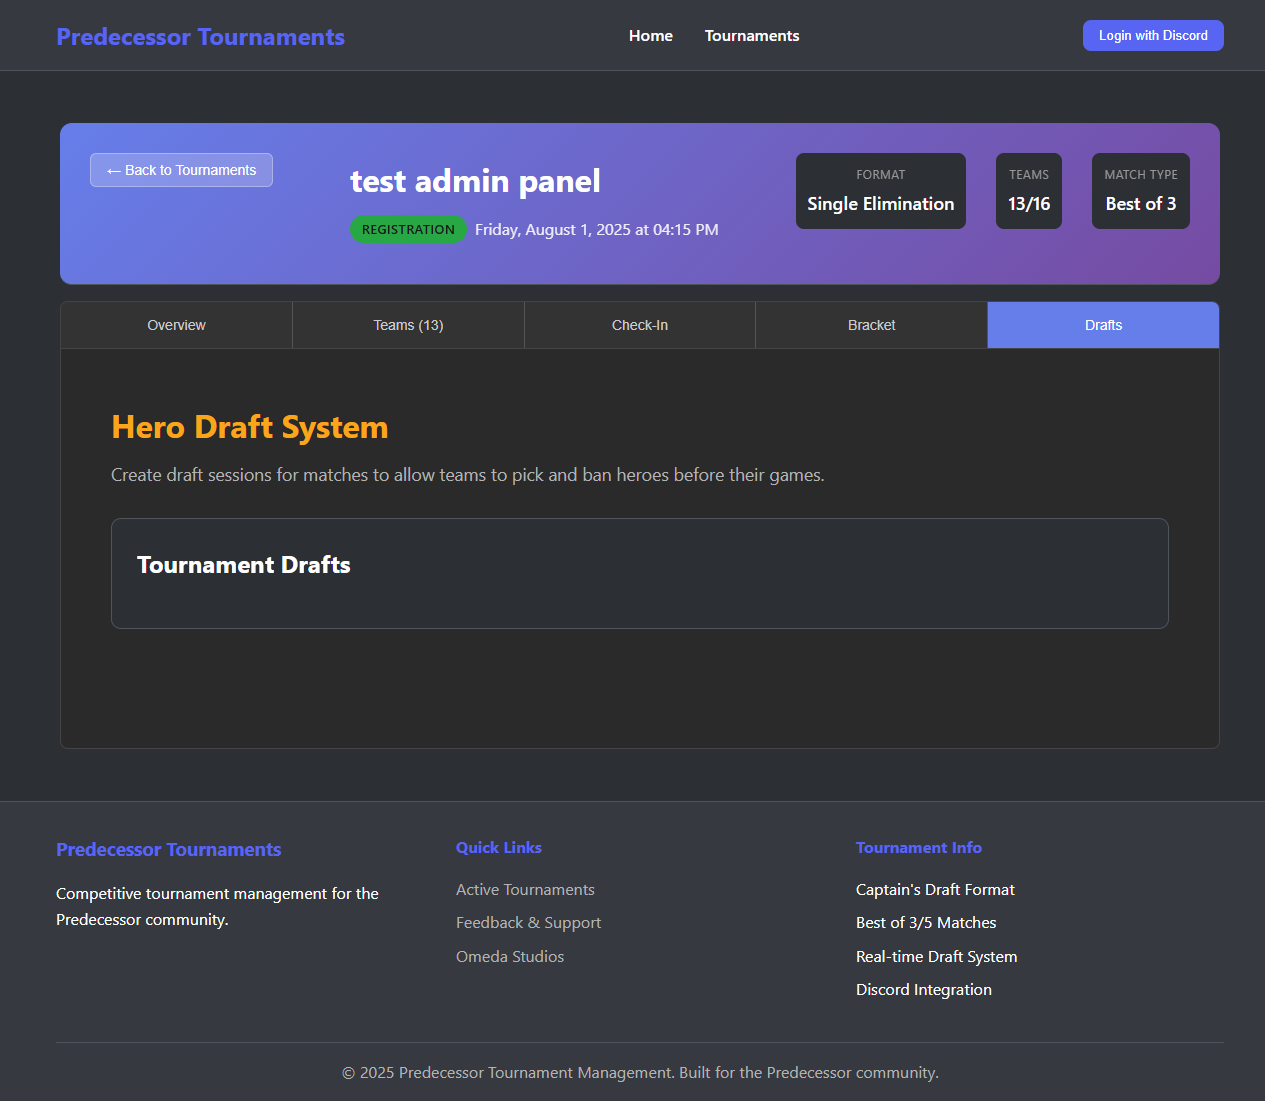 Predecessor Tournaments
Home
Tournaments
Login with Discord
← Back to Tournaments
test admin panel
REGISTRATION
Friday, August 1, 2025 at 04:15 PM
FORMAT
Single Elimination
TEAMS
13/16
MATCH TYPE
Best of 3
Overview
Teams (13)
Check-In
Bracket
Drafts
Hero Draft System
Create draft sessions for matches to allow teams to pick and ban heroes before their games.
Tournament Drafts
Predecessor Tournaments
Competitive tournament management for the
Predecessor community.
Quick Links
Active Tournaments
Feedback & Support
Omeda Studios
Tournament Info
Captain's Draft Format
Best of 3/5 Matches
Real-time Draft System
Discord Integration
© 2025 Predecessor Tournament Management. Built for the Predecessor community.